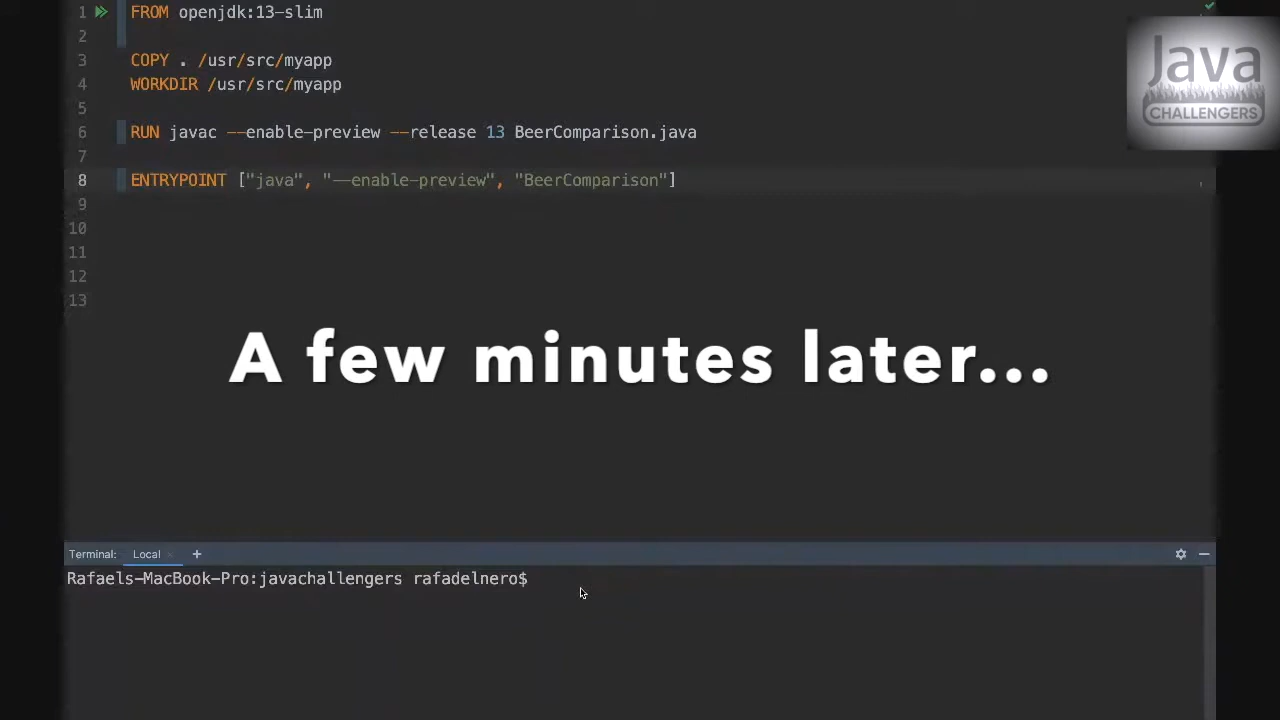 1 FROM openjdk:13-slim
2
3 COPY . /usr/src/myapp
4 WORKDIR /usr/src/myapp
5
6 RUN javac --enable-preview --release 13 BeerComparison.java
7
8 ENTRYPOINT ["java", "--enable-preview", "BeerComparison"]
9
10
11
12
13
Java
CHALLENGERS
A few minutes later...
Terminal: Local × +
Rafaels-MacBook-Pro:javachallengers rafadelnero$